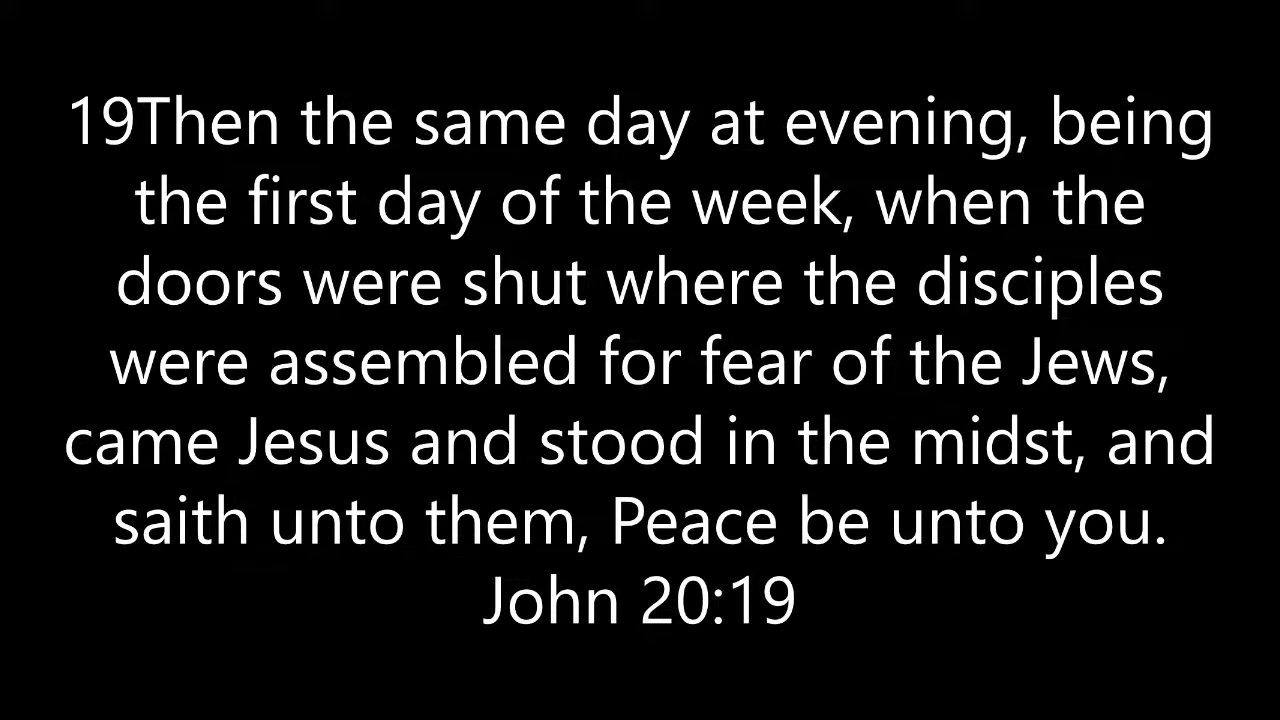 19Then the same day at evening, being
the first day of the week, when the
doors were shut where the disciples
were assembled for fear of the Jews,
came Jesus and stood in the midst, and
saith unto them, Peace be unto you.
John 20:19